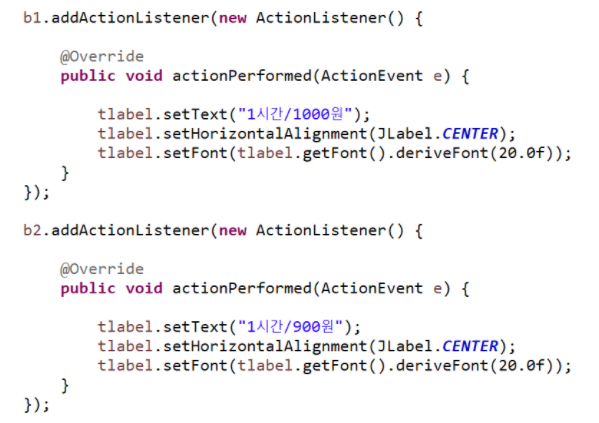 b1.addActionListener(new ActionListener() {
@Override
public void actionPerformed(ActionEvent e) {
tlabel.setText("1시간/1000원");
tlabel.setHorizontalAlignment(JLabel.CENTER);
tlabel.setFont(tlabel.getFont().deriveFont(20.0f));
}
});
b2.addActionListener(new ActionListener() {
@Override
public void actionPerformed(ActionEvent e) {
tlabel.setText("1시간/900원");
tlabel.setHorizontalAlignment(JLabel.CENTER);
tlabel.setFont(tlabel.getFont().deriveFont(20.0f));
}
});